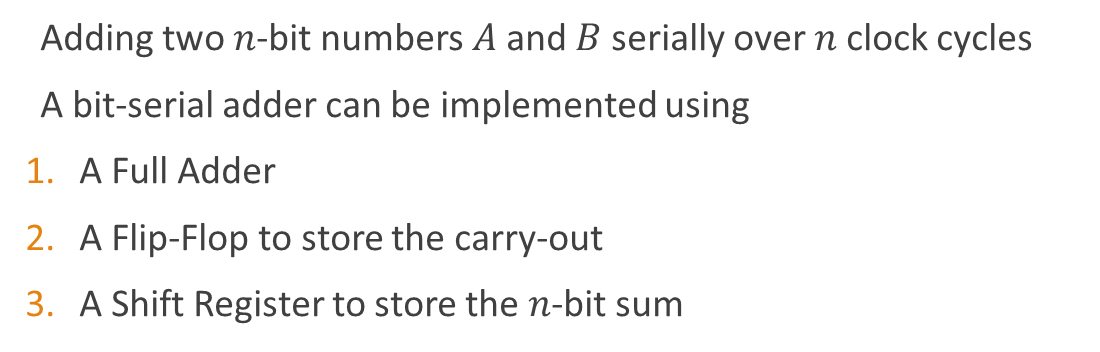 Adding two n-bit numbers A and B serially over n clock cycles
A bit-serial adder can be implemented using
1. A Full Adder
2. A Flip-Flop to store the carry-out
3. A Shift Register to store the n-bit sum